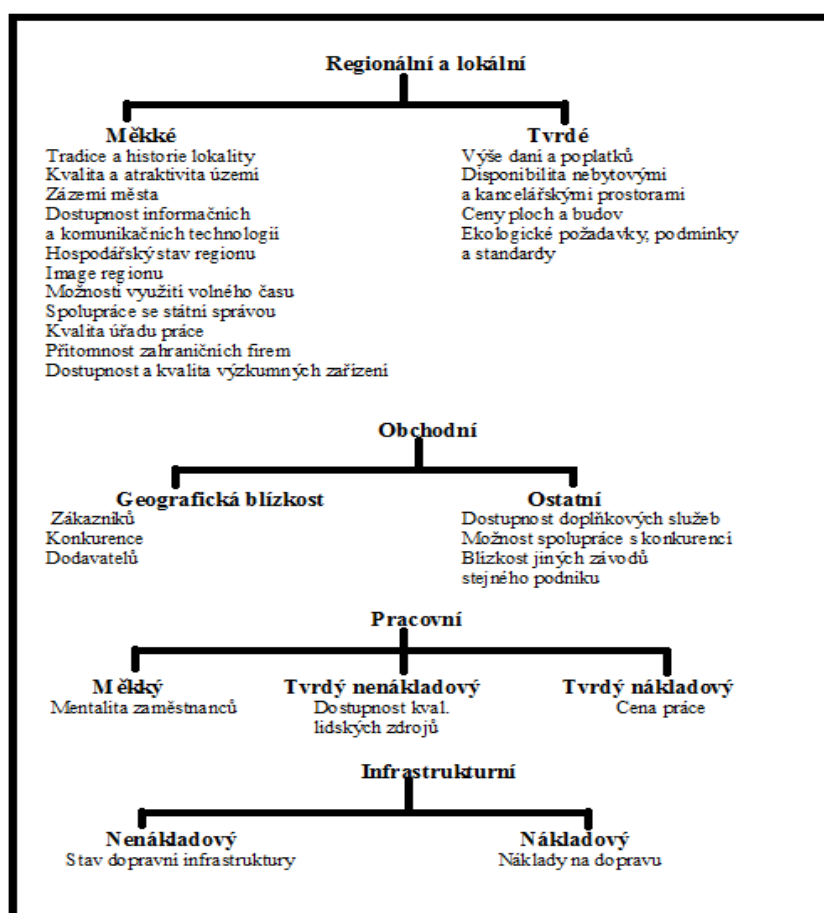 Regionální a lokální
Měkké
Tradice a historie lokality
Kvalita a atraktivita území
Zázemí města
Dostupnost informačních
a komunikačních technologií
Hospodářský stav regionu
Image regionu
Možnosti využití volného času
Spolupráce se státní správou
Kvalita úřadu práce
Přítomnost zahraničních firem
Dostupnost a kvalita výzkumných zařízení
Tvrdé
Výše daní a poplatků
Disponibilita nebytovými
a kancelářskými prostorami
Ceny ploch a budov
Ekologické požadavky, podmínky
a standardy
Obchodní
Geografická blízkost
Zákazníků
Konkurence
Dodavatelů
Ostatní
Dostupnost doplňkových služeb
Možnost spolupráce s konkurencí
Blízkost jiných závodů
stejného podniku
Pracovní
Měkký
Mentalita zaměstnanců
Tvrdý nenákladový
Dostupnost kval.
lidských zdrojů
Tvrdý nákladový
Cena práce
Infrastrukturní
Nenákladový
Stav dopravní infrastruktury
Nákladový
Náklady na dopravu